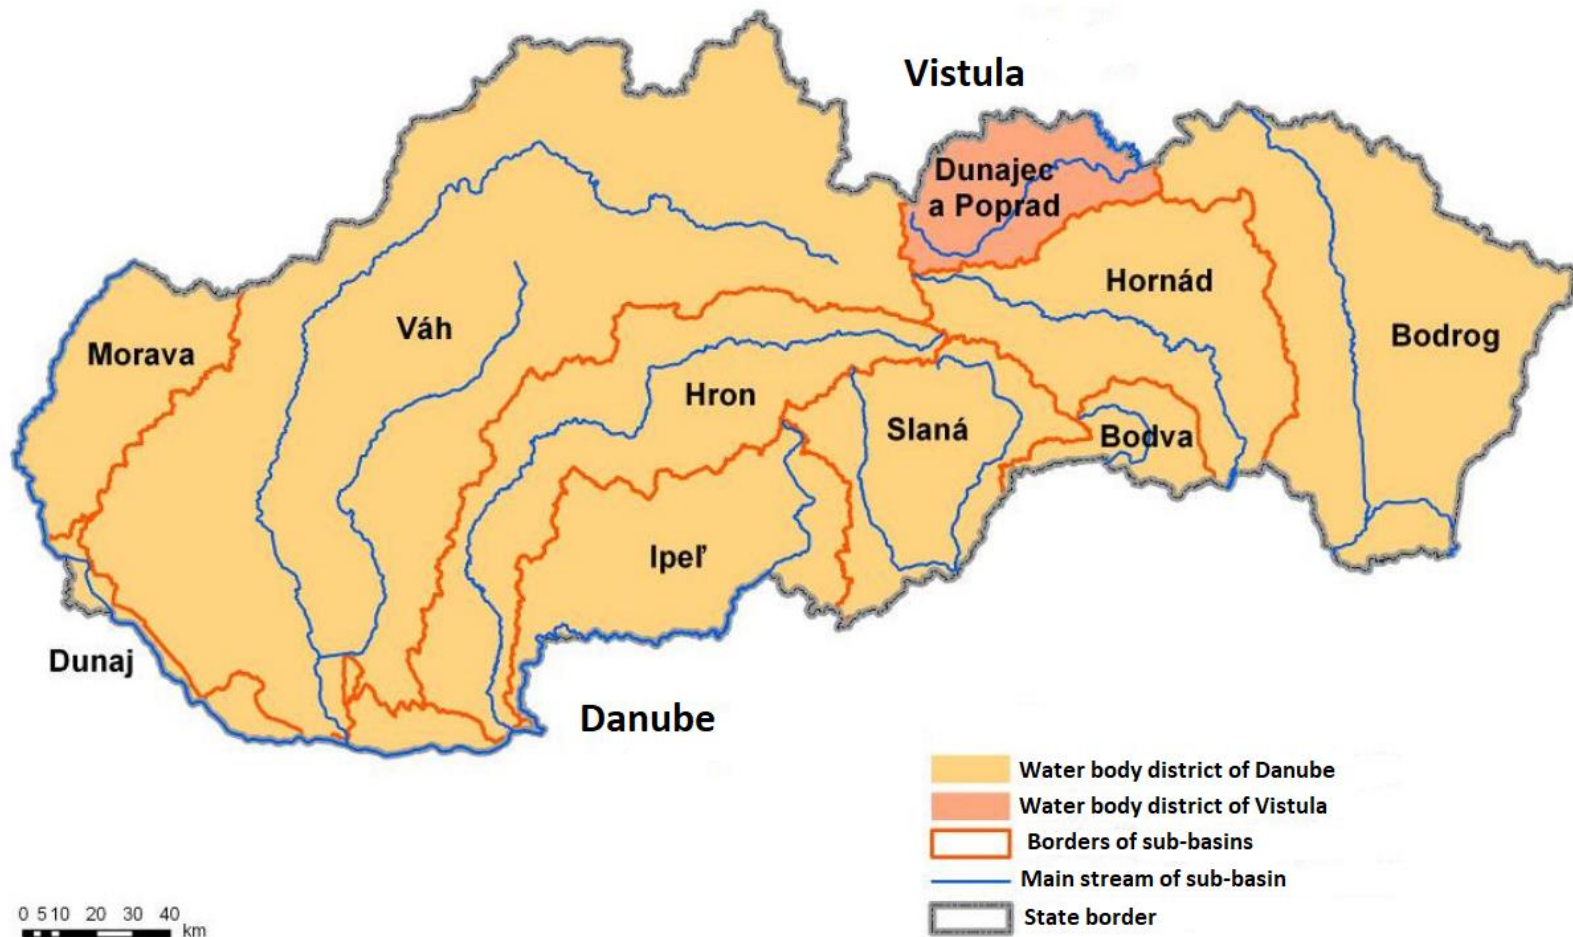 Vistula
Dunajec
a Poprad
Hornád
Bodrog
Váh
Morava
Hron
Slaná
Bodva
Ipeľ
Dunaj
Danube
Water body district of Danube
Water body district of Vistula
Borders of sub-basins
Main stream of sub-basin
State border
0 5 10 20 30 40
km